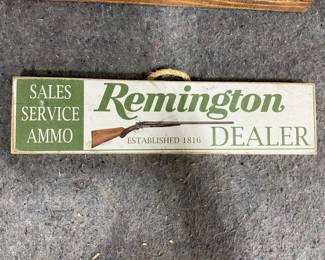 SALES
SERVICE
AMMO
Remington
ESTABLISHED 1816
DEALER